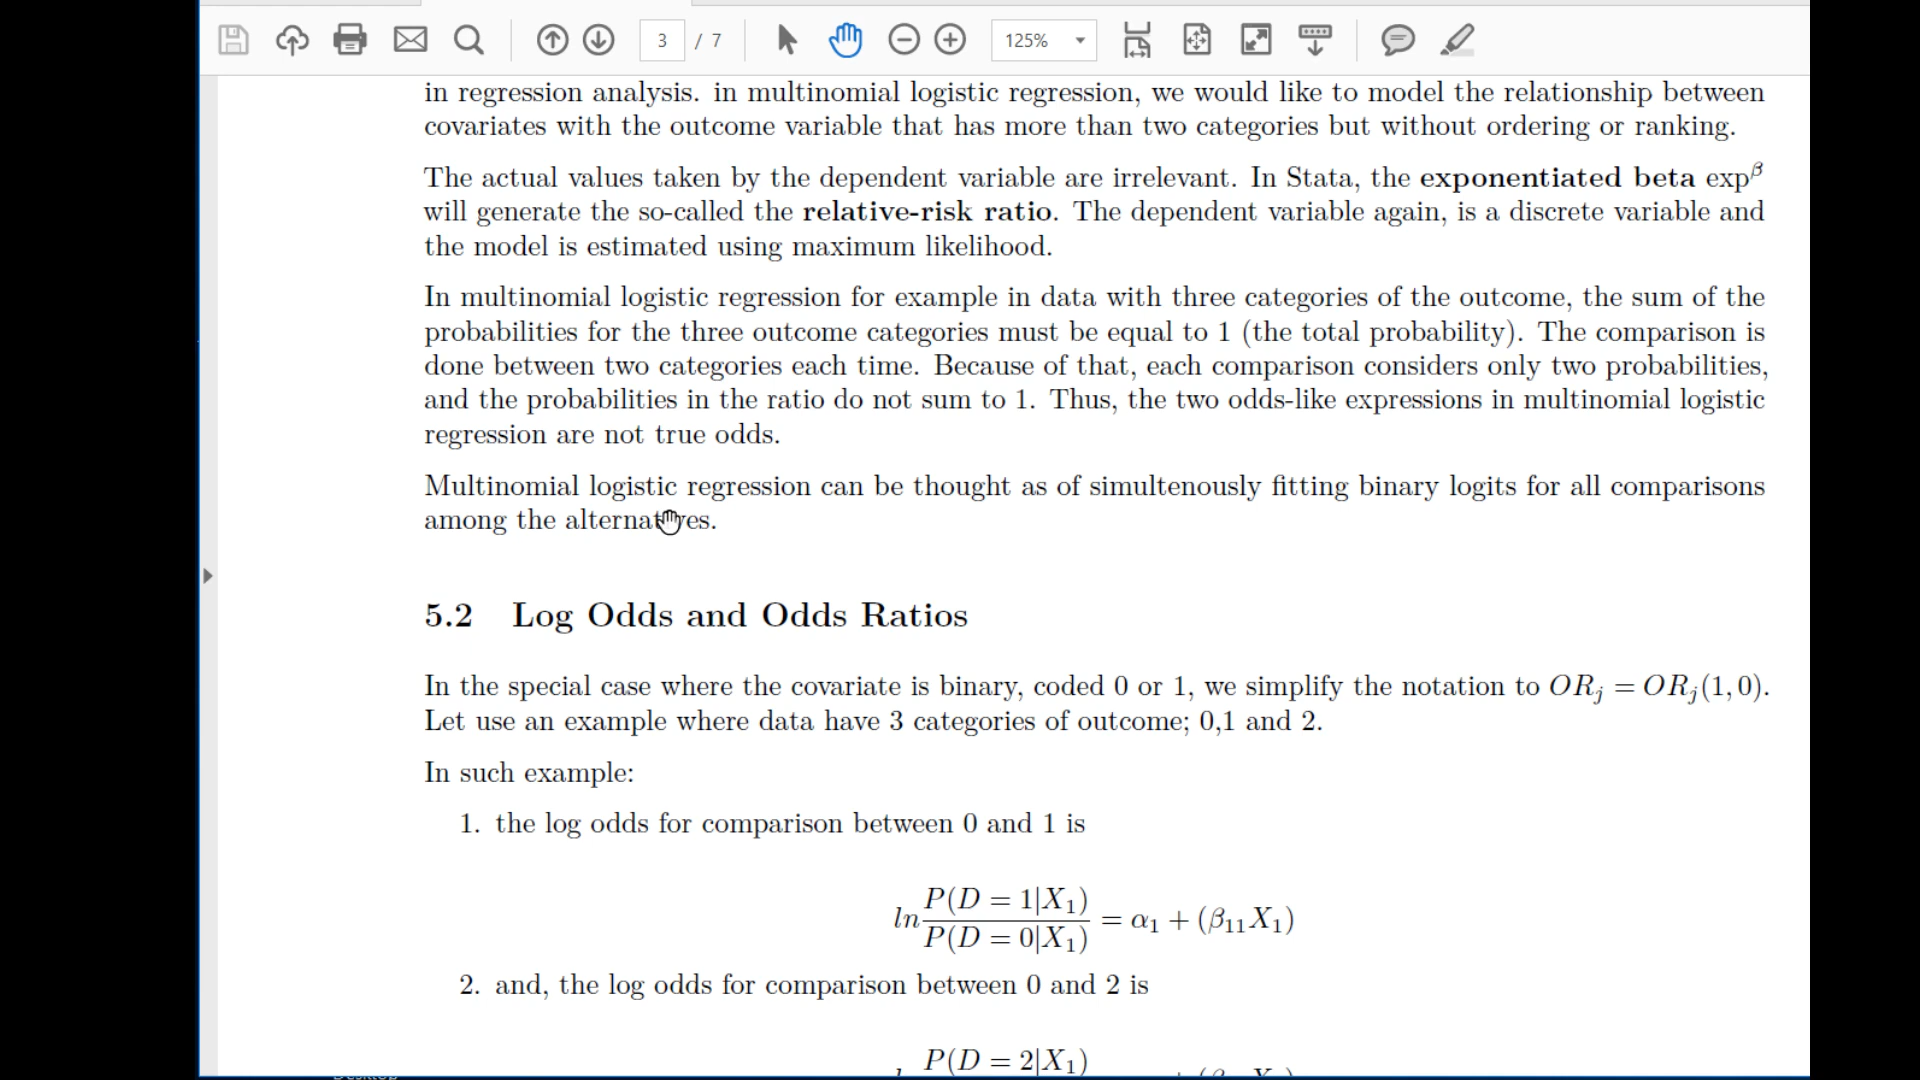 3 / 7 125%
in regression analysis. in multinomial logistic regression, we would like to model the relationship between
covariates with the outcome variable that has more than two categories but without ordering or ranking.
The actual values taken by the dependent variable are irrelevant. In Stata, the exponentiated beta exp^β
will generate the so-called the relative-risk ratio. The dependent variable again, is a discrete variable and
the model is estimated using maximum likelihood.
In multinomial logistic regression for example in data with three categories of the outcome, the sum of the
probabilities for the three outcome categories must be equal to 1 (the total probability). The comparison is
done between two categories each time. Because of that, each comparison considers only two probabilities,
and the probabilities in the ratio do not sum to 1. Thus, the two odds-like expressions in multinomial logistic
regression are not true odds.
Multinomial logistic regression can be thought as of simultenously fitting binary logits for all comparisons
among the alternatives.
5.2 Log Odds and Odds Ratios
In the special case where the covariate is binary, coded 0 or 1, we simplify the notation to OR_j = OR_j(1, 0).
Let use an example where data have 3 categories of outcome; 0,1 and 2.
In such example:
1. the log odds for comparison between 0 and 1 is
ln P(D = 1|X₁) / P(D = 0|X₁) = α₁ + (β₁₁X₁)
2. and, the log odds for comparison between 0 and 2 is
P(D = 2|X₁)